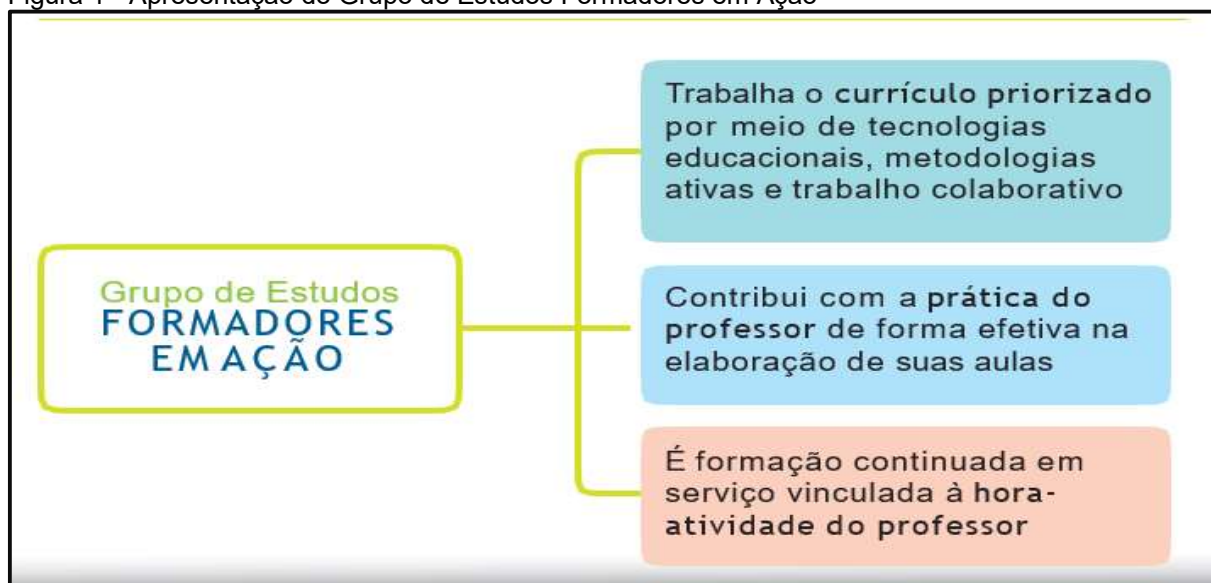 Figura 1 - Apresentação do Grupo de Estudos Formadores em Ação
Grupo de Estudos
FORMADORES
EM AÇÃO
Trabalha o currículo priorizado
por meio de tecnologias
educacionais, metodologias
ativas e trabalho colaborativo
Contribui com a prática do
professor de forma efetiva na
elaboração de suas aulas
É formação continuada em
serviço vinculada à hora-
atividade do professor